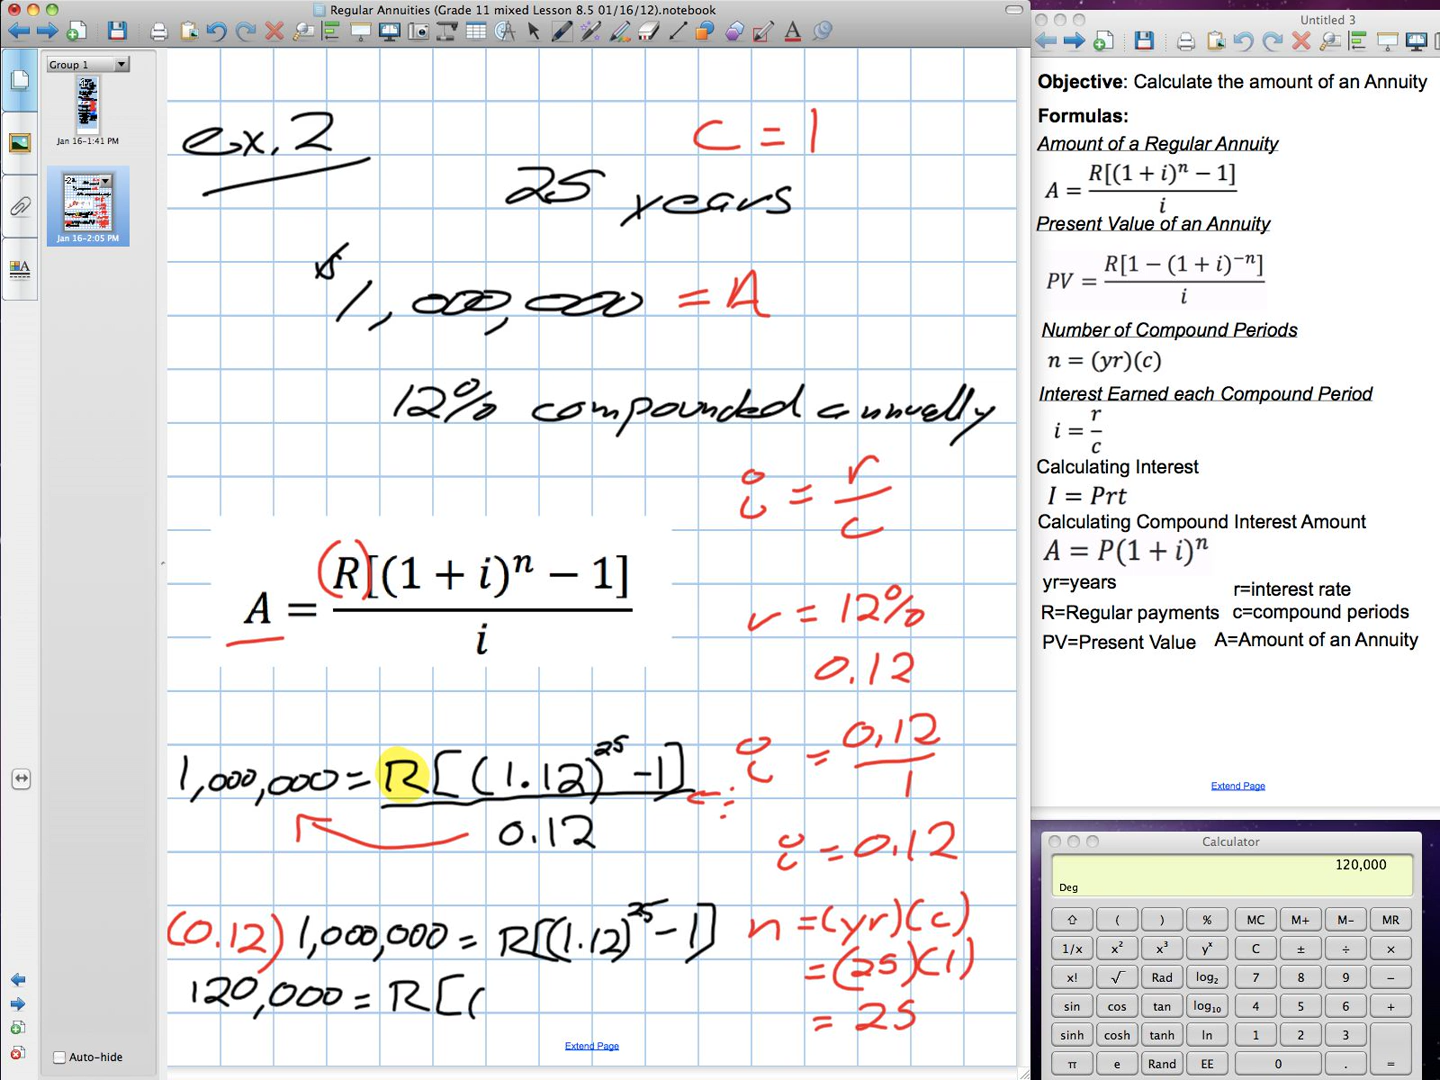 Regular Annuities (Grade 11 mixed Lesson 8.5 01/16/12).notebook
Group 1
Jan 16-1:41 PM
Jan 16-2:05 PM
Auto-hide
ex. 2
c = 1
25 years
$1,000,000 = A
12% compounded annually
i = r/c
A = R[(1 + i)^n − 1] / i
r = 12%
0.12
i = 0.12/1
1,000,000 = R[(1.12)^25 − 1] / 0.12
← ÷
i = 0.12
(0.12) 1,000,000 = R[(1.12)^25 − 1]
n = (yr)(c)
= (25)(1)
= 25
120,000 = R[(
Extend Page
Untitled 3
Objective: Calculate the amount of an Annuity
Formulas:
Amount of a Regular Annuity
A = R[(1 + i)^n − 1] / i
Present Value of an Annuity
PV = R[1 − (1 + i)^−n] / i
Number of Compound Periods
n = (yr)(c)
Interest Earned each Compound Period
i = r/c
Calculating Interest
I = Prt
Calculating Compound Interest Amount
A = P(1 + i)^n
yr=years r=interest rate
R=Regular payments c=compound periods
PV=Present Value A=Amount of an Annuity
Extend Page
Calculator
120,000
Deg
⇧ ( ) % MC M+ M− MR
1/x x² x³ yˣ C ± ÷ ×
x! √ Rad log₂ 7 8 9 −
sin cos tan log₁₀ 4 5 6 +
sinh cosh tanh ln 1 2 3 =
π e Rand EE 0 .